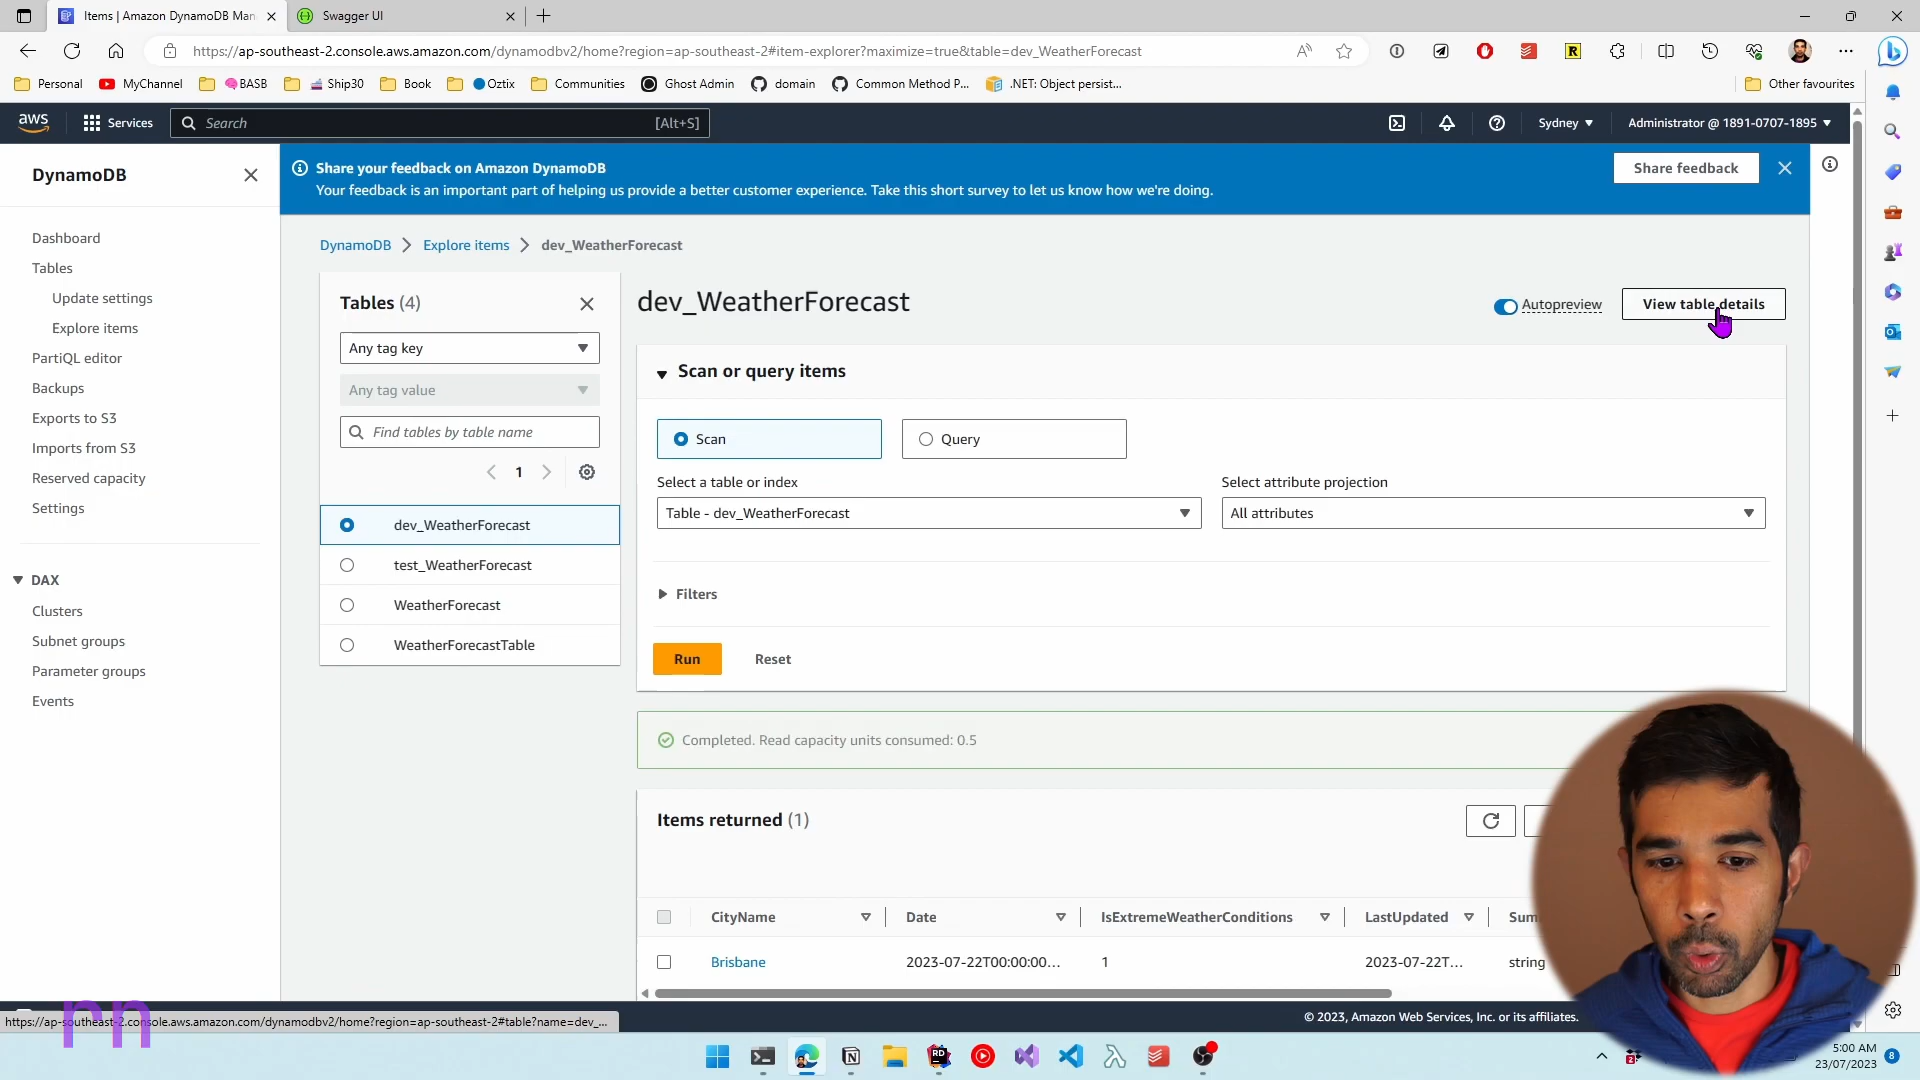 Items | Amazon DynamoDB Man
Swagger UI
https://ap-southeast-2.console.aws.amazon.com/dynamodbv2/home?region=ap-southeast-2#item-explorer?maximize=true&table=dev_WeatherForecast
Personal
MyChannel
BASB
Ship30
Book
Oztix
Communities
Ghost Admin
domain
Common Method P...
.NET: Object persist...
Other favourites
aws
Services
Search
[Alt+S]
Sydney
Administrator @ 1891-0707-1895
DynamoDB
Share your feedback on Amazon DynamoDB
Your feedback is an important part of helping us provide a better customer experience. Take this short survey to let us know how we're doing.
Share feedback
Dashboard
Tables
Update settings
Explore items
PartiQL editor
Backups
Exports to S3
Imports from S3
Reserved capacity
Settings
DAX
Clusters
Subnet groups
Parameter groups
Events
DynamoDB
Explore items
dev_WeatherForecast
Tables (4)
Any tag key
Any tag value
Find tables by table name
1
dev_WeatherForecast
test_WeatherForecast
WeatherForecast
WeatherForecastTable
dev_WeatherForecast
Autopreview
View table details
Scan or query items
Scan
Query
Select a table or index
Table - dev_WeatherForecast
Select attribute projection
All attributes
Filters
Run
Reset
Completed. Read capacity units consumed: 0.5
Items returned (1)
CityName
Date
IsExtremeWeatherConditions
LastUpdated
Sum
Brisbane
2023-07-22T00:00:00...
1
2023-07-22T...
string
© 2023, Amazon Web Services, Inc. or its affiliates.
https://ap-southeast-2.console.aws.amazon.com/dynamodbv2/home?region=ap-southeast-2#table?name=dev_...
5:00 AM
23/07/2023
8